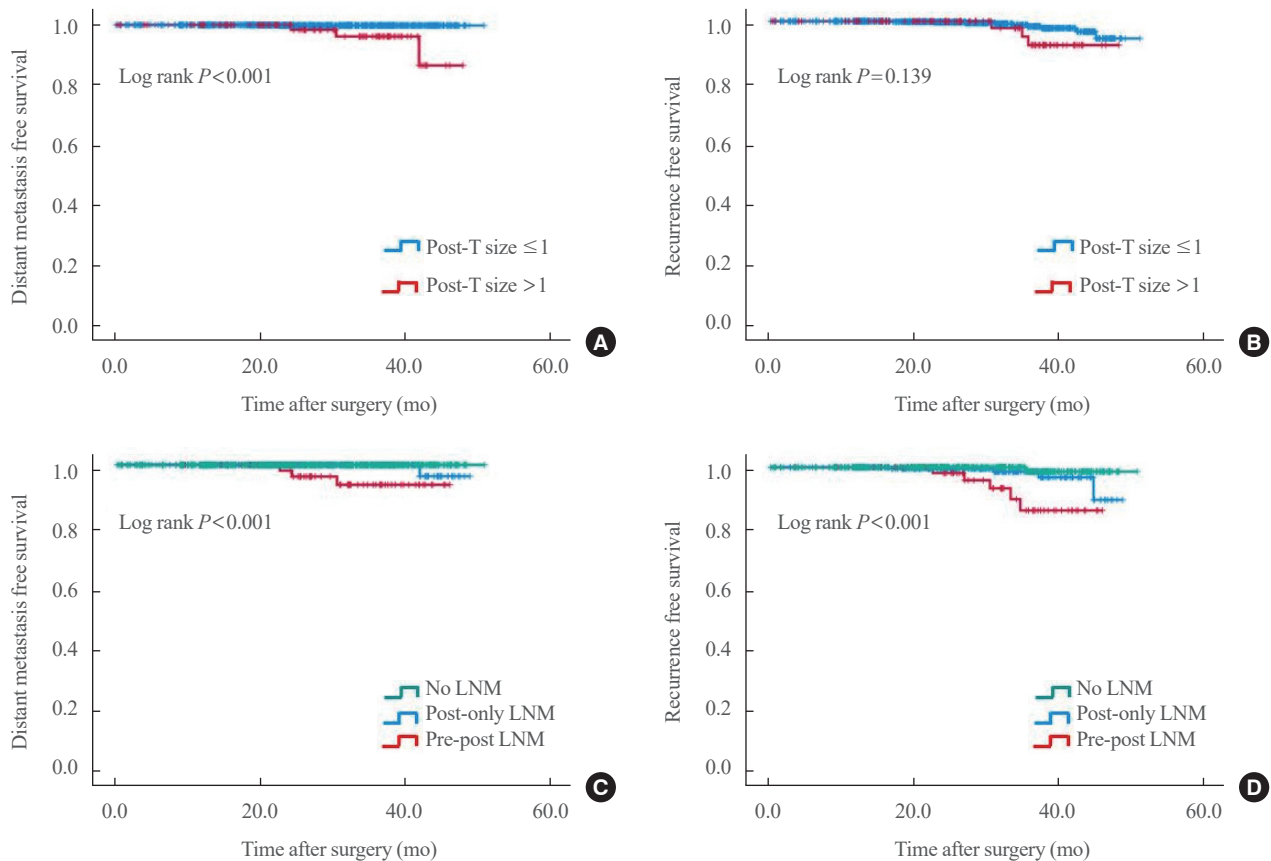 1.0
0.8
0.6
0.4
0.2
0.0
Distant metastasis free survival
Log rank P<0.001
Post-T size ≤1
Post-T size >1
0.0 20.0 40.0 60.0
Time after surgery (mo)
A
1.0
0.8
0.6
0.4
0.2
0.0
Recurrence free survival
Log rank P=0.139
Post-T size ≤1
Post-T size >1
0.0 20.0 40.0 60.0
Time after surgery (mo)
B
1.0
0.8
0.6
0.4
0.2
0.0
Distant metastasis free survival
Log rank P<0.001
No LNM
Post-only LNM
Pre-post LNM
0.0 20.0 40.0 60.0
Time after surgery (mo)
C
1.0
0.8
0.6
0.4
0.2
0.0
Recurrence free survival
Log rank P<0.001
No LNM
Post-only LNM
Pre-post LNM
0.0 20.0 40.0 60.0
Time after surgery (mo)
D